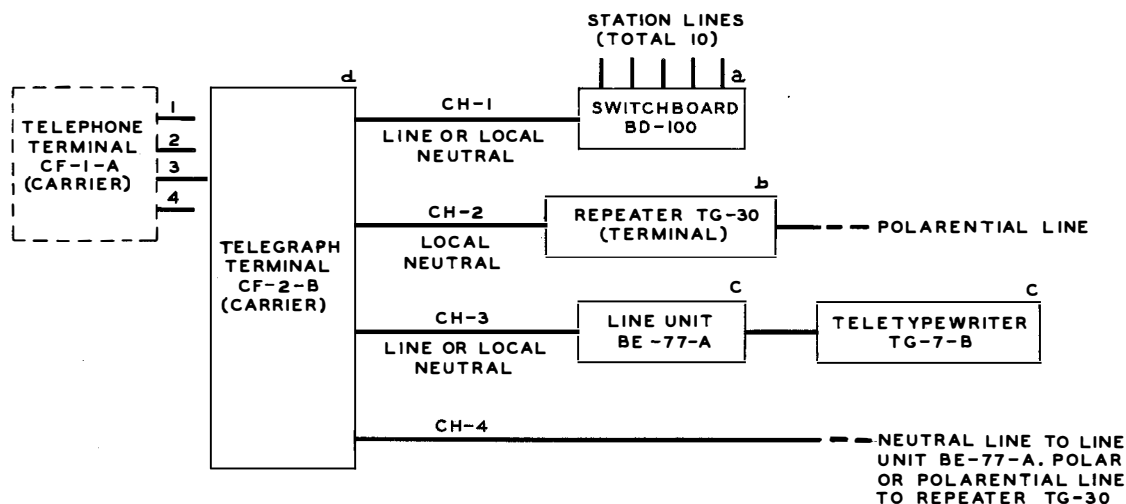 STATION LINES
(TOTAL 10)
d
a
1
2
3
4
TELEPHONE
TERMINAL
CF-1-A
(CARRIER)
CH-1
LINE OR LOCAL
NEUTRAL
SWITCHBOARD
BD-100
b
CH-2
LOCAL
NEUTRAL
REPEATER TG-30
(TERMINAL)
POLARENTIAL LINE
TELEGRAPH
TERMINAL
CF-2-B
(CARRIER)
C
C
CH-3
LINE OR LOCAL
NEUTRAL
LINE UNIT
BE-77-A
TELETYPEWRITER
TG-7-B
CH-4
NEUTRAL LINE TO LINE
UNIT BE-77-A. POLAR
OR POLARENTIAL LINE
TO REPEATER TG-30